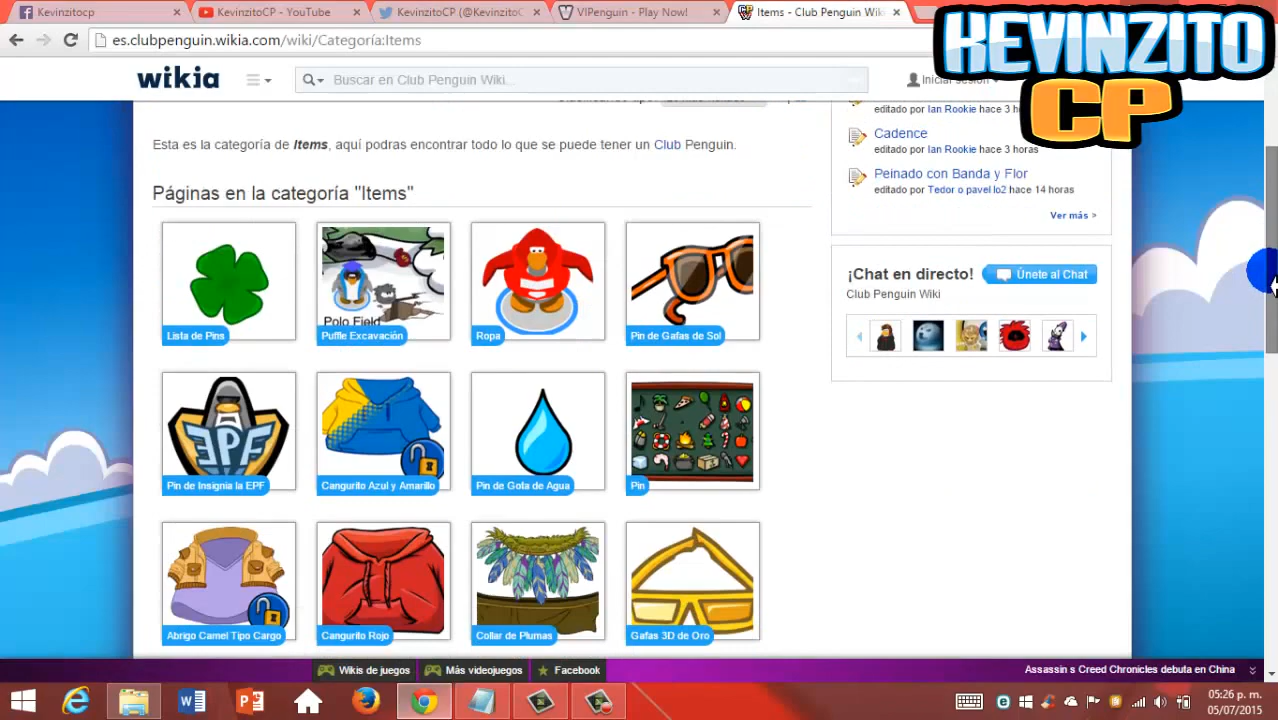 Kevinzitocp
KevinzitoCP - YouTube
KevinzitoCP (@KevinzitoC
VIPenguin - Play Now!
Items - Club Penguin Wiki
KEVINZITO
CP
es.clubpenguin.wikia.com/wiki/Categoría:Items
wikia
Buscar en Club Penguin Wiki...
Iniciar sesión
editado por Ian Rookie hace 3 h
Cadence
editado por Ian Rookie hace 3 horas
Peinado con Banda y Flor
editado por Tedor o pavel lo2 hace 14 horas
Ver más >
Esta es la categoría de Items, aquí podras encontrar todo lo que se puede tener un Club Penguin.
Páginas en la categoría "Items"
¡Chat en directo!
Únete al Chat
Club Penguin Wiki
Polo Field
Lista de Pins
Puffle Excavación
Ropa
Pin de Gafas de Sol
EPF
Pin de Insignia la EPF
Cangurito Azul y Amarillo
Pin de Gota de Agua
Pin
Abrigo Camel Tipo Cargo
Cangurito Rojo
Collar de Plumas
Gafas 3D de Oro
Wikis de juegos
Más videojuegos
Facebook
Assassin s Creed Chronicles debuta en China
05:26 p. m.
05/07/2015